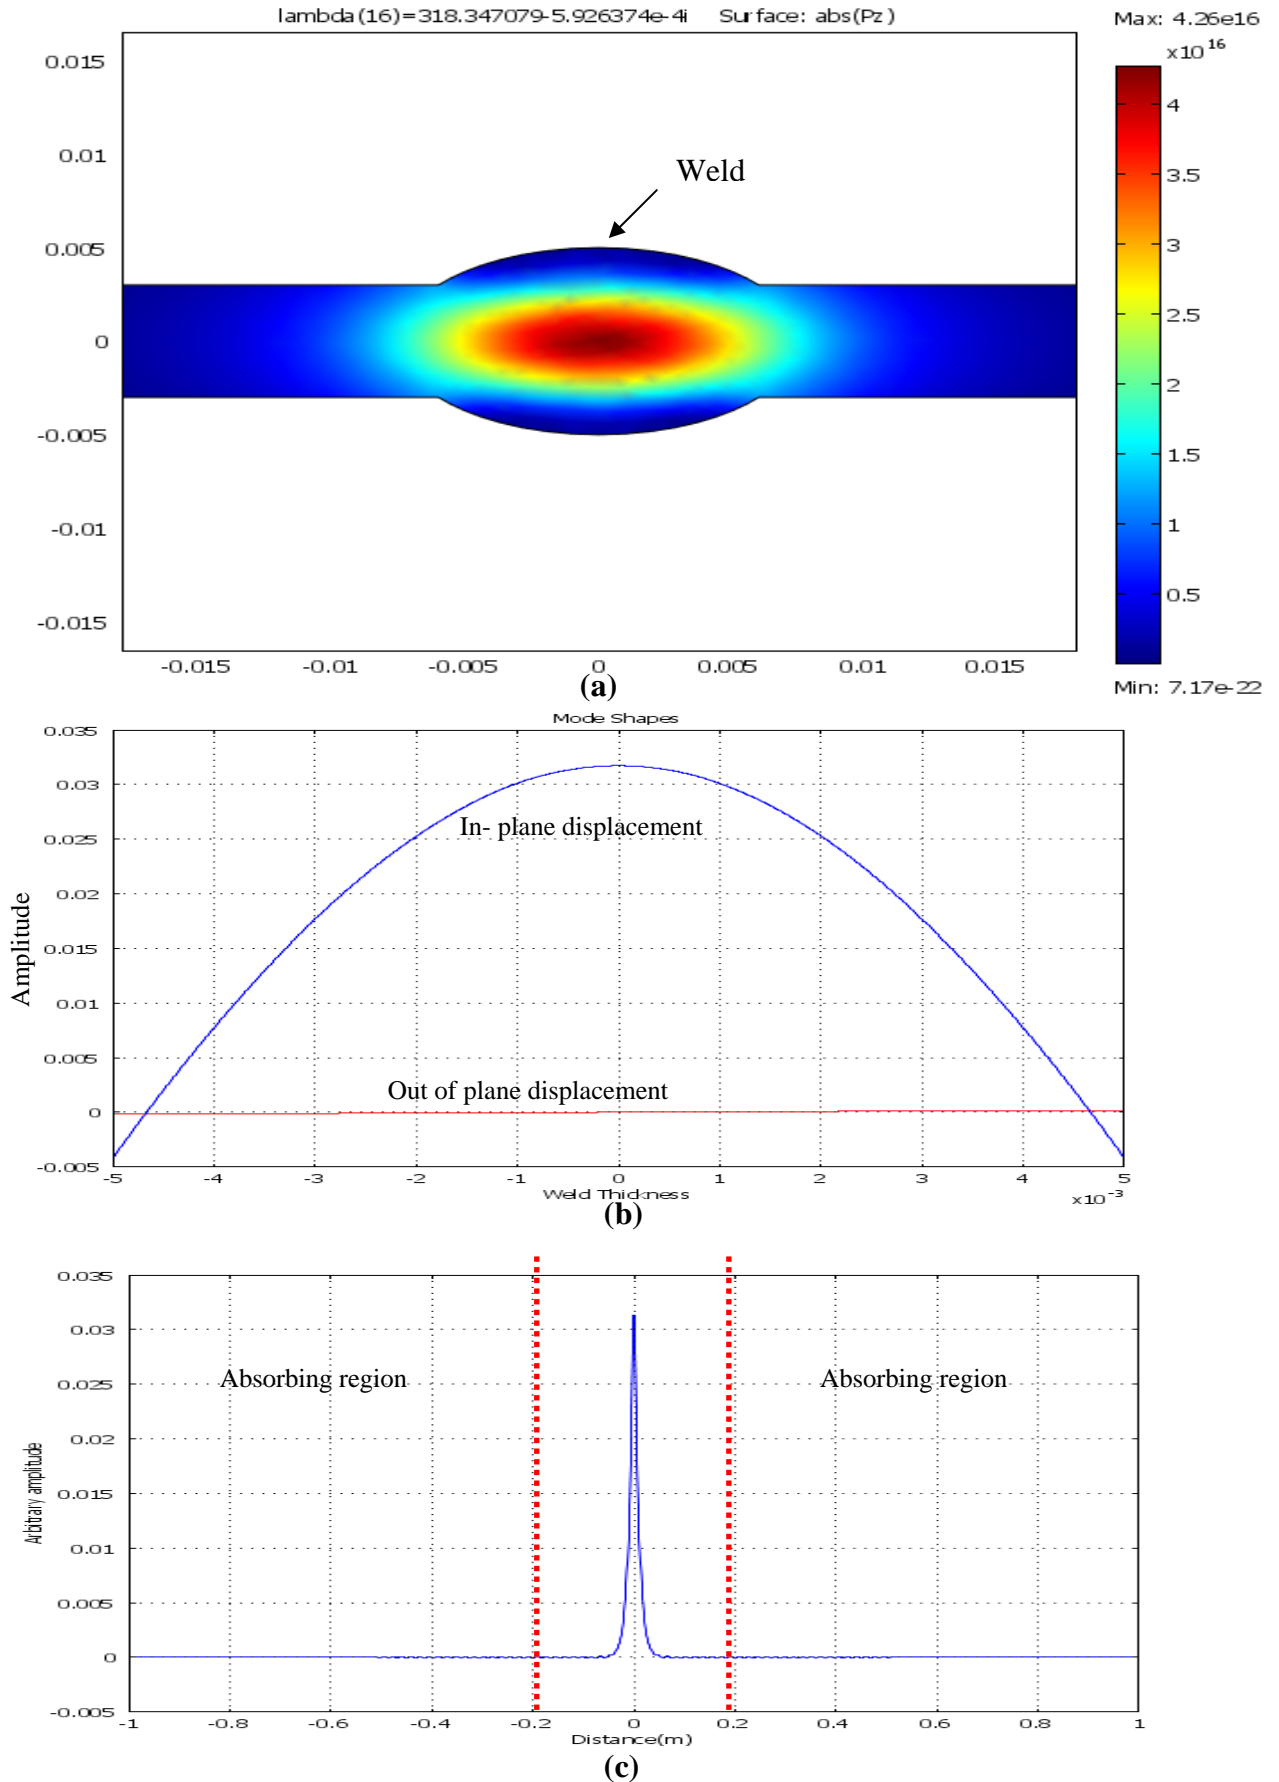 lambda(16)=318.347079-5.926374e-4i Surface: abs(Pz) Max: 4.26e16
x10^16
0.015
0.01
0.005
0
-0.005
-0.01
-0.015
Weld
4
3.5
3
2.5
2
1.5
1
0.5
-0.015 -0.01 -0.005 0 0.005 0.01 0.015
Min: 7.17e-22
(a)
Mode Shapes
0.035
0.03
0.025
0.02
0.015
0.01
0.005
0
-0.005
Amplitude
In- plane displacement
Out of plane displacement
-5 -4 -3 -2 -1 0 1 2 3 4 5
Weld Thickness x10^-3
(b)
0.035
0.03
0.025
0.02
0.015
0.01
0.005
0
-0.005
Arbitrary amplitude
Absorbing region Absorbing region
-1 -0.8 -0.6 -0.4 -0.2 0 0.2 0.4 0.6 0.8 1
Distance(m)
(c)